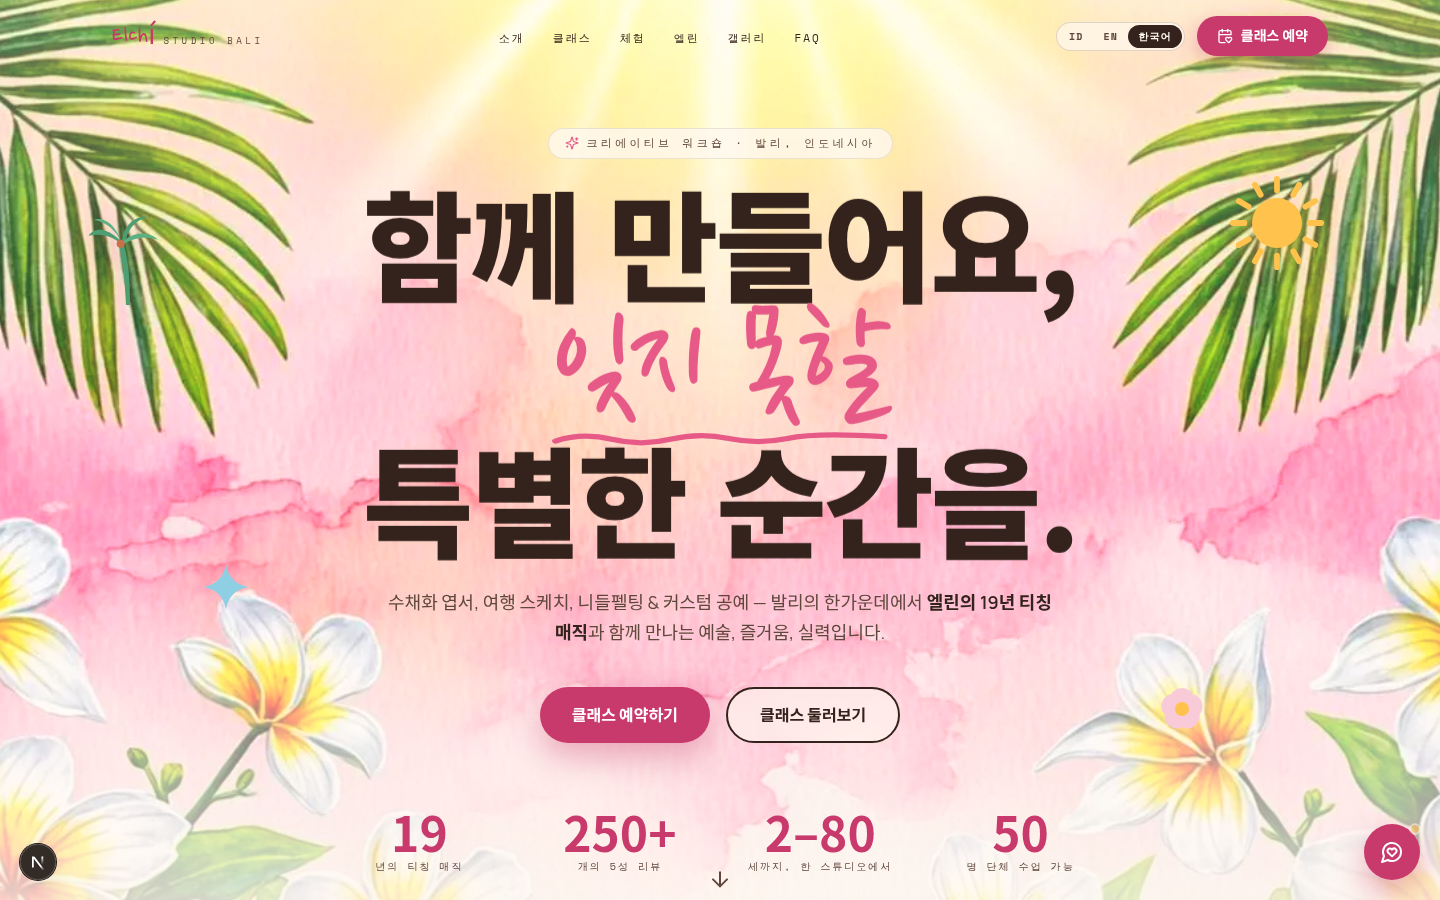 Elchí STUDIO BALI
소개 클래스 체험 엘린 갤러리 FAQ
ID EN 한국어
클래스 예약
크리에이티브 워크숍 · 발리, 인도네시아
함께 만들어요,
잊지 못할
특별한 순간을.
수채화 엽서, 여행 스케치, 니들펠팅 & 커스텀 공예 — 발리의 한가운데에서 엘린의 19년 티칭
매직과 함께 만나는 예술, 즐거움, 실력입니다.
클래스 예약하기 클래스 둘러보기
19 250+ 2–80 50
년의 티칭 매직 개의 5성 리뷰 세까지, 한 스튜디오에서 명 단체 수업 가능
N